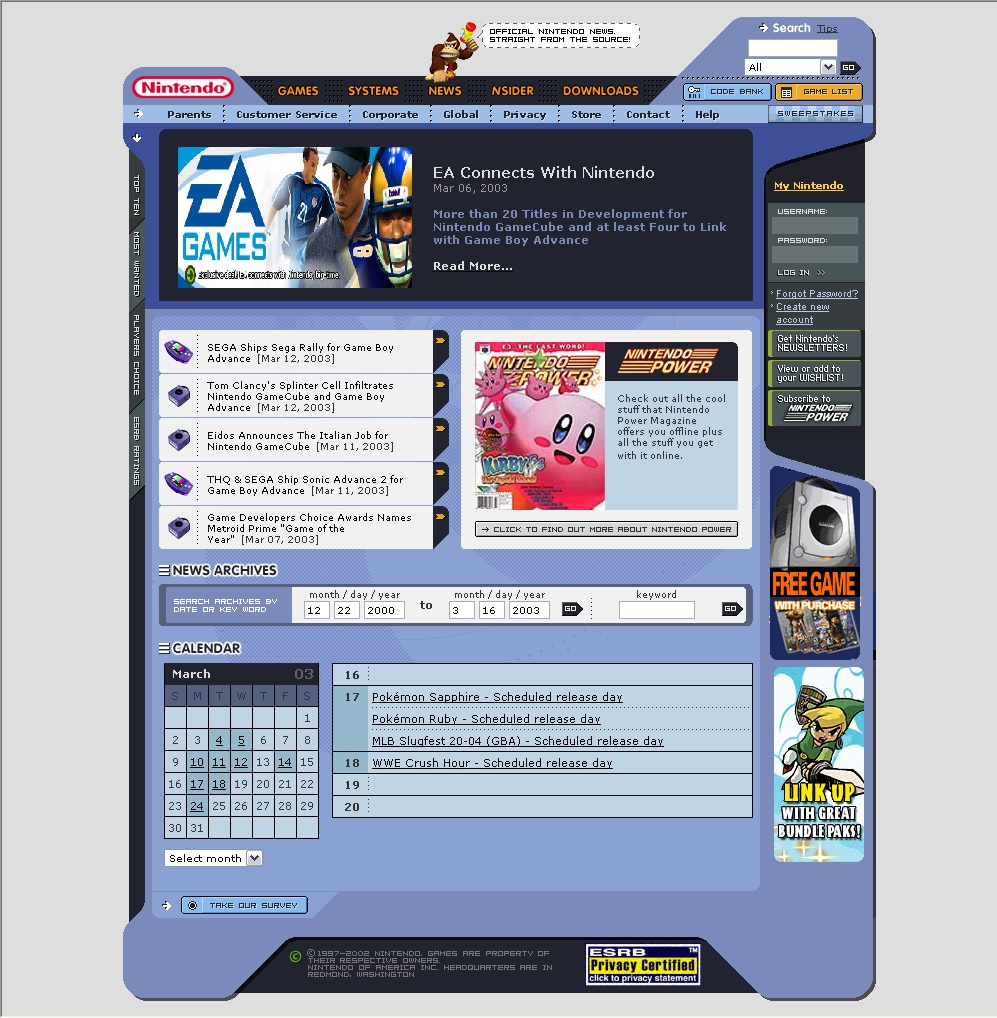 OFFICIAL NINTENDO NEWS.
STRAIGHT FROM THE SOURCE!
Search Tips
All GO
Nintendo®
GAMES SYSTEMS NEWS NSIDER DOWNLOADS
CODE BANK GAME LIST
Parents Customer Service Corporate Global Privacy Store Contact Help
SWEEPSTAKES
TOP TEN
MOST WANTED
PLAYERS CHOICE
ESRB RATINGS
EA
GAMES
Exclusive desit: EA connects with Nintendo, big-time.
EA Connects With Nintendo
Mar 06, 2003
More than 20 Titles in Development for
Nintendo GameCube and at least Four to Link
with Game Boy Advance
Read More...
My Nintendo
USERNAME:
PASSWORD:
LOG IN >>
Forgot Password?
Create new
account
Get Nintendo's
NEWSLETTERS!
View or add to
your WISHLIST!
Subscribe to
NINTENDO
POWER
SEGA Ships Sega Rally for Game Boy
Advance [Mar 12, 2003]
Tom Clancy's Splinter Cell Infiltrates
Nintendo GameCube and Game Boy
Advance [Mar 12, 2003]
Eidos Announces The Italian Job for
Nintendo GameCube [Mar 11, 2003]
THQ & SEGA Ship Sonic Advance 2 for
Game Boy Advance [Mar 11, 2003]
Game Developers Choice Awards Names
Metroid Prime "Game of the
Year" [Mar 07, 2003]
E3: THE LAST WORD!
NINTENDO
POWER
Kirby's
NINTENDO
POWER
Check out all the cool
stuff that Nintendo
Power Magazine
offers you offline plus
all the stuff you get
with it online.
CLICK TO FIND OUT MORE ABOUT NINTENDO POWER
FREE GAME
WITH PURCHASE
LINK UP
WITH GREAT
BUNDLE PAKS!
NEWS ARCHIVES
SEARCH ARCHIVES BY
DATE OR KEY WORD
month / day / year month / day / year keyword
12 22 2000 to 3 16 2003 GO GO
CALENDAR
March 03
S M T W T F S
1
2 3 4 5 6 7 8
9 10 11 12 13 14 15
16 17 18 19 20 21 22
23 24 25 26 27 28 29
30 31
Select month
16
17 Pokémon Sapphire - Scheduled release day
Pokémon Ruby - Scheduled release day
MLB Slugfest 20-04 (GBA) - Scheduled release day
18 WWE Crush Hour - Scheduled release day
19
20
TAKE OUR SURVEY
©1997-2002 NINTENDO. GAMES ARE PROPERTY OF
THEIR RESPECTIVE OWNERS.
NINTENDO OF AMERICA INC. HEADQUARTERS ARE IN
REDMOND, WASHINGTON
ESRB™
Privacy Certified
click to privacy statement